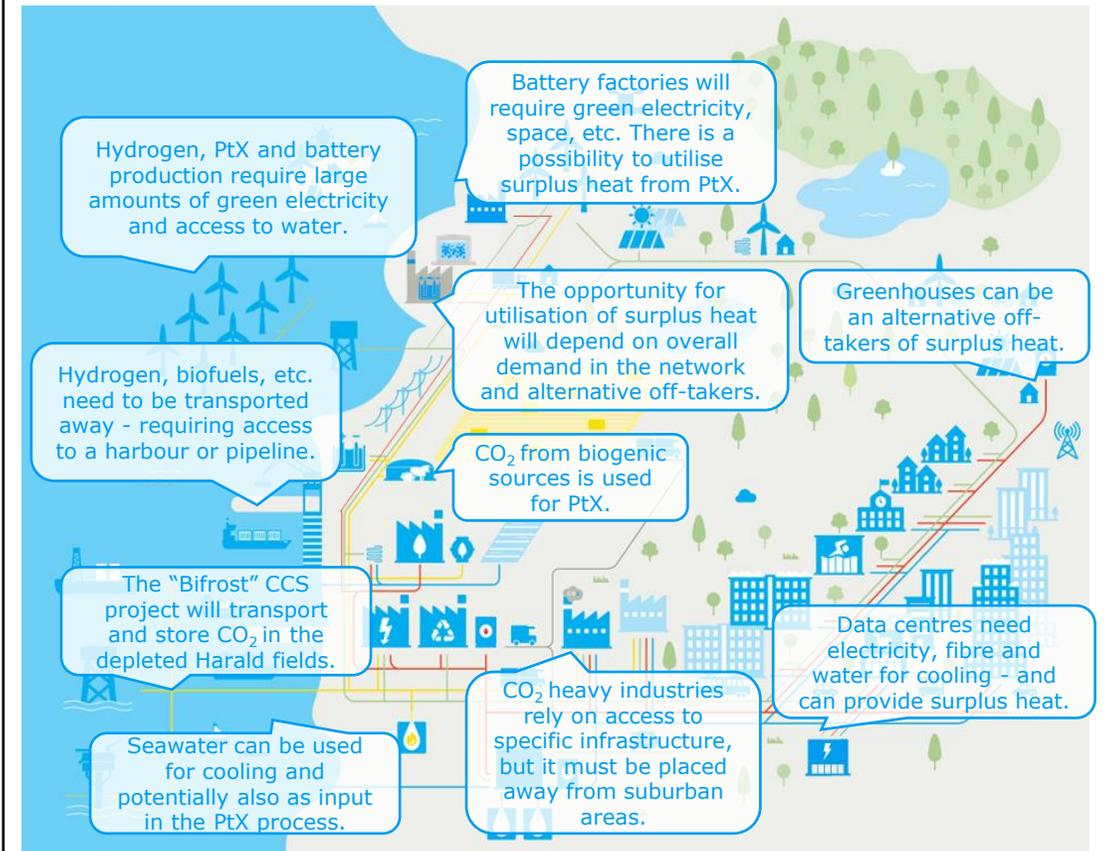 Battery factories will
require green electricity,
space, etc. There is a
possibility to utilise
surplus heat from PtX.
Hydrogen, PtX and battery
production require large
amounts of green electricity
and access to water.
The opportunity for
utilisation of surplus heat
will depend on overall
demand in the network
and alternative off-takers.
Greenhouses can be
an alternative off-
takers of surplus heat.
Hydrogen, biofuels, etc.
need to be transported
away - requiring access
to a harbour or pipeline.
CO₂ from biogenic
sources is used
for PtX.
The “Bifrost” CCS
project will transport
and store CO₂ in the
depleted Harald fields.
Data centres need
electricity, fibre and
water for cooling - and
can provide surplus heat.
CO₂ heavy industries
rely on access to
specific infrastructure,
but it must be placed
away from suburban
areas.
Seawater can be used
for cooling and
potentially also as input
in the PtX process.